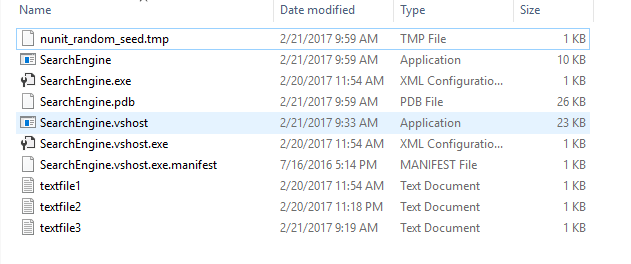 Name Date modified Type Size
nunit_random_seed.tmp 2/21/2017 9:59 AM TMP File 1 KB
SearchEngine 2/21/2017 9:59 AM Application 10 KB
SearchEngine.exe 2/20/2017 11:54 AM XML Configuratio... 1 KB
SearchEngine.pdb 2/21/2017 9:59 AM PDB File 26 KB
SearchEngine.vshost 2/21/2017 9:33 AM Application 23 KB
SearchEngine.vshost.exe 2/20/2017 11:54 AM XML Configuratio... 1 KB
SearchEngine.vshost.exe.manifest 7/16/2016 5:14 PM MANIFEST File 1 KB
textfile1 2/20/2017 11:54 AM Text Document 1 KB
textfile2 2/20/2017 11:18 PM Text Document 1 KB
textfile3 2/21/2017 9:19 AM Text Document 1 KB